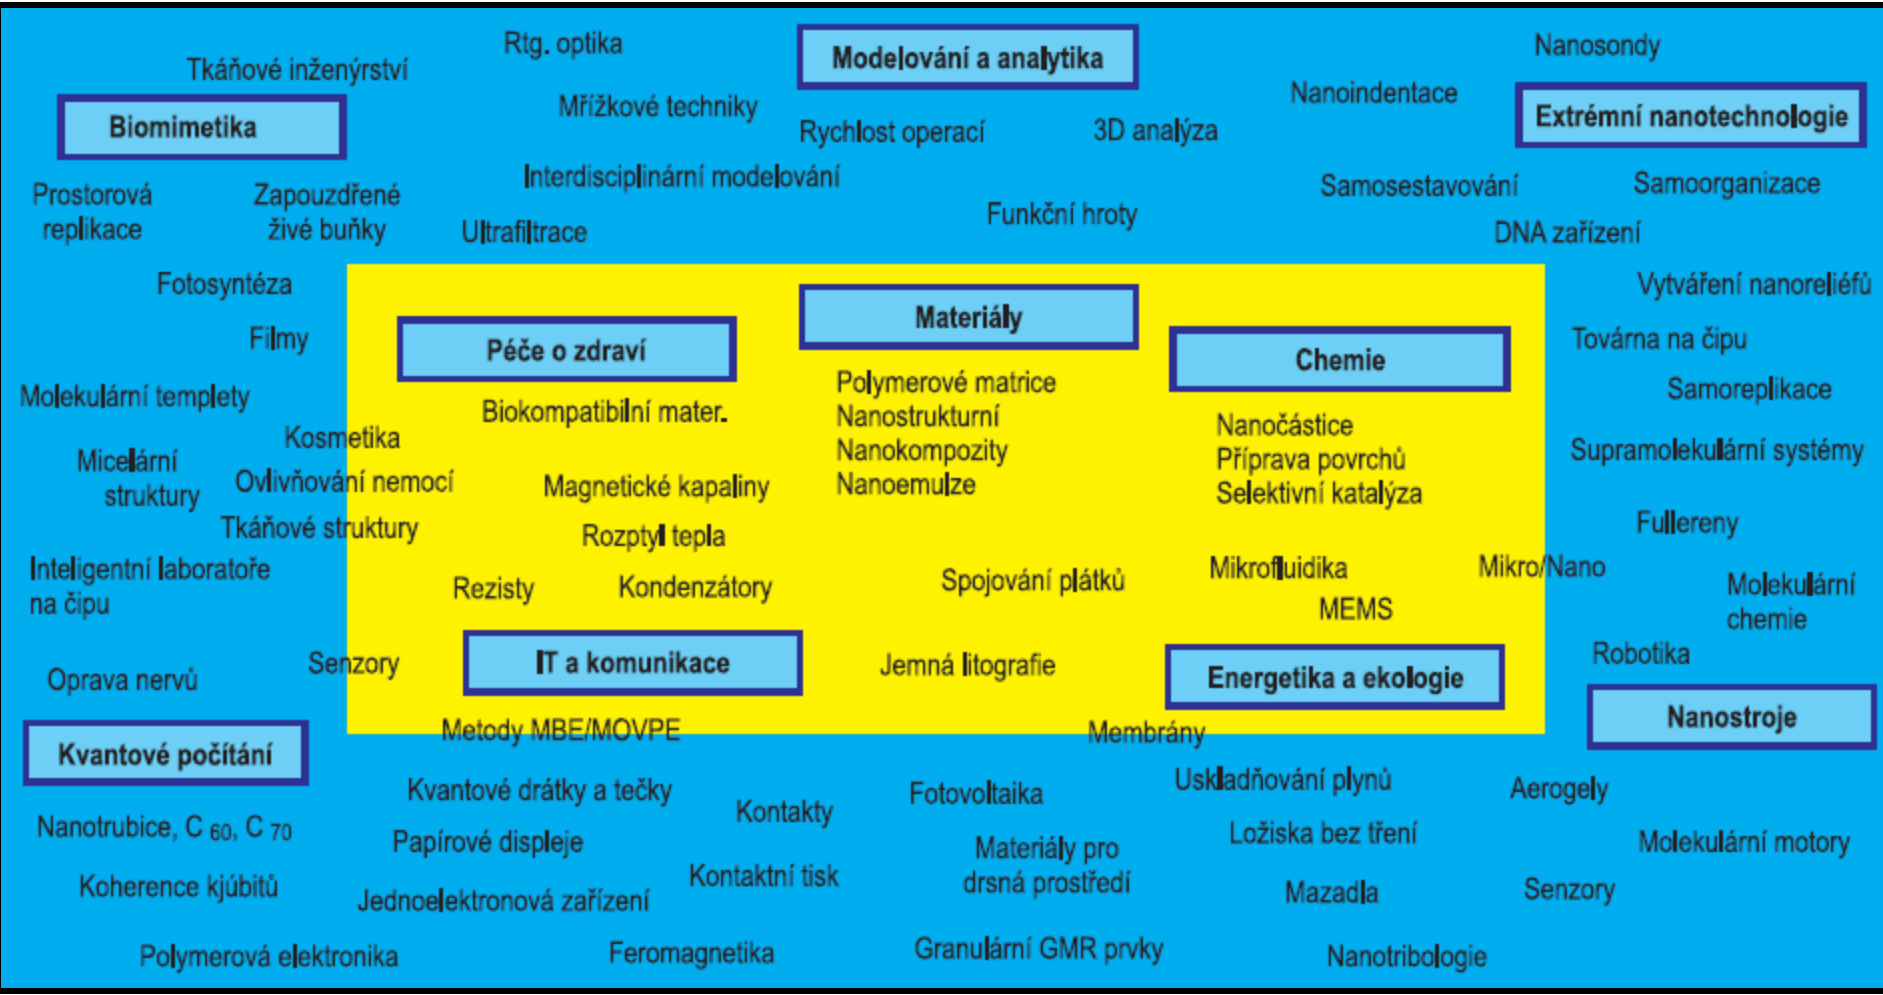 Rtg. optika
Modelování a analytika
Nanosondy
Tkáňové inženýrství
Nanoindentace
Mřížkové techniky
Extrémní nanotechnologie
Biomimetika
Rychlost operací
3D analýza
Interdisciplinární modelování
Samosestavování
Samoorganizace
Prostorová
replikace
Zapouzdřené
živé buňky
Funkční hroty
Ultrafiltrace
DNA zařízení
Fotosyntéza
Vytváření nanoreliéfů
Materiály
Filmy
Péče o zdraví
Továrna na čipu
Chemie
Molekulární templety
Polymerové matrice
Nanostrukturní
Nanokompozity
Nanoemulze
Samoreplikace
Biokompatibilní mater.
Nanočástice
Příprava povrchů
Selektivní katalýza
Kosmetika
Supramolekulární systémy
Micelární
struktury
Ovlivňování nemocí
Magnetické kapaliny
Tkáňové struktury
Rozptyl tepla
Fullereny
Inteligentní laboratoře
na čipu
Rezisty
Kondenzátory
Spojování plátků
Mikrofluidika
Mikro/Nano
Molekulární
chemie
MEMS
Senzory
IT a komunikace
Jemná litografie
Robotika
Oprava nervů
Energetika a ekologie
Nanostroje
Metody MBE/MOVPE
Membrány
Kvantové počítání
Kvantové drátky a tečky
Kontakty
Fotovoltaika
Uskladňování plynů
Aerogely
Nanotrubice, C 60, C 70
Papírové displeje
Materiály pro
drsná prostředí
Ložiska bez tření
Molekulární motory
Koherence kjúbitů
Jednoelektronová zařízení
Kontaktní tisk
Mazadla
Senzory
Polymerová elektronika
Feromagnetika
Granulární GMR prvky
Nanotribologie